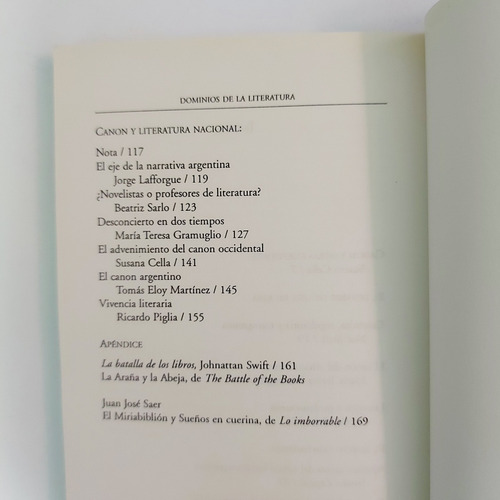 DOMINIOS DE LA LITERATURA
CANON Y LITERATURA NACIONAL:
Nota / 117
El eje de la narrativa argentina
Jorge Lafforgue / 119
¿Novelistas o profesores de literatura?
Beatriz Sarlo / 123
Desconcierto en dos tiempos
María Teresa Gramuglio / 127
El advenimiento del canon occidental
Susana Cella / 141
El canon argentino
Tomás Eloy Martínez / 145
Vivencia literaria
Ricardo Piglia / 155
APÉNDICE
La batalla de los libros, Johnattan Swift / 161
La Araña y la Abeja, de The Battle of the Books
Juan José Saer
El Miriabiblión y Sueños en cuerina, de Lo imborrable / 169